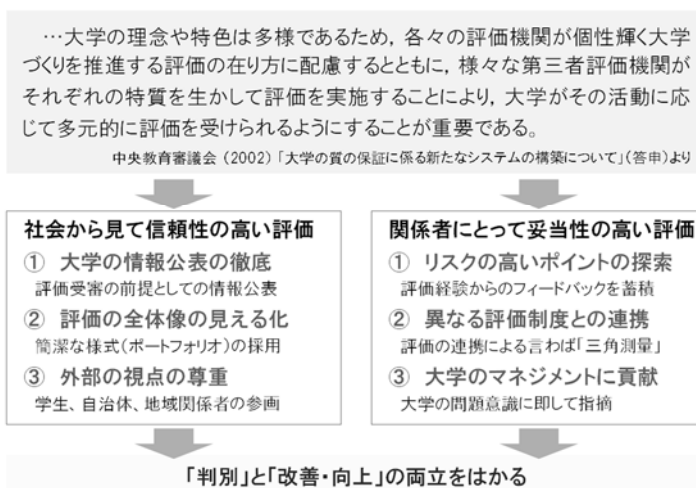 …大学の理念や特色は多様であるため，各々の評価機関が個性輝く大学
づくりを推進する評価の在り方に配慮するとともに，様々な第三者評価機関が
それぞれの特質を生かして評価を実施することにより，大学がその活動に応
じて多元的に評価を受けられるようにすることが重要である。
中央教育審議会（2002）「大学の質の保証に係る新たなシステムの構築について」（答申）より
社会から見て信頼性の高い評価
① 大学の情報公表の徹底
評価受審の前提としての情報公表
② 評価の全体像の見える化
簡潔な様式（ポートフォリオ）の採用
③ 外部の視点の尊重
学生、自治体、地域関係者の参画
関係者にとって妥当性の高い評価
① リスクの高いポイントの探索
評価経験からのフィードバックを蓄積
② 異なる評価制度との連携
評価の連携による言わば「三角測量」
③ 大学のマネジメントに貢献
大学の問題意識に即して指摘
「判別」と「改善・向上」の両立をはかる